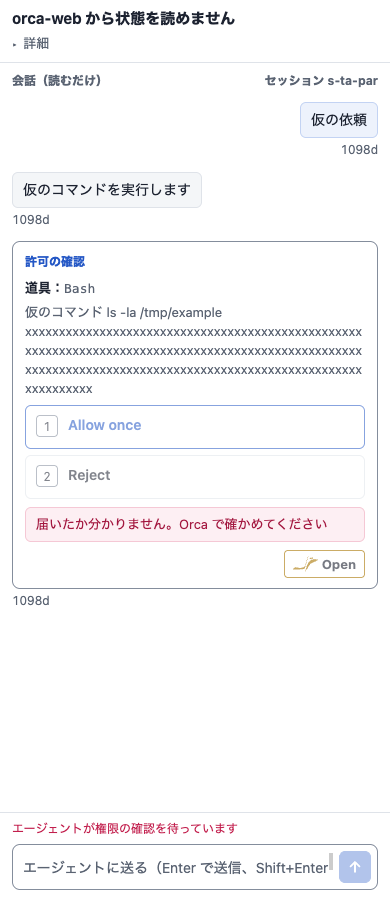 orca-web から状態を読めません
▸ 詳細
会話（読むだけ）
セッション s-ta-par
仮の依頼
1098d
仮のコマンドを実行します
1098d
許可の確認
道具：Bash
仮のコマンド ls -la /tmp/example
xxxxxxxxxxxxxxxxxxxxxxxxxxxxxxxxxxxxxxxxxxxxxxxxxx
xxxxxxxxxxxxxxxxxxxxxxxxxxxxxxxxxxxxxxxxxxxxxxxxxx
xxxxxxxxxxxxxxxxxxxxxxxxxxxxxxxxxxxxxxxxxxxxxxxxxx
xxxxxxxxxx
1 Allow once
2 Reject
届いたか分かりません。Orca で確かめてください
Open
1098d
エージェントが権限の確認を待っています
エージェントに送る（Enter で送信、Shift+Enter